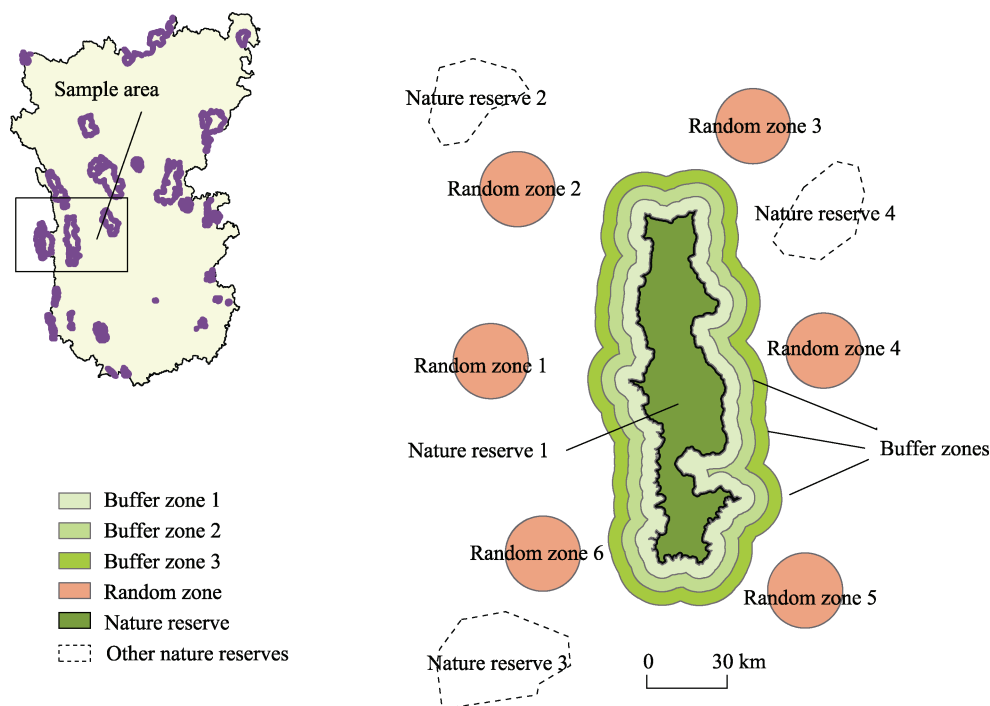 Sample area
Nature reserve 2
Random zone 3
Random zone 2
Nature reserve 4
Random zone 1
Random zone 4
Nature reserve 1
Buffer zones
Random zone 6
Random zone 5
Nature reserve 3
0 30 km
Buffer zone 1
Buffer zone 2
Buffer zone 3
Random zone
Nature reserve
Other nature reserves